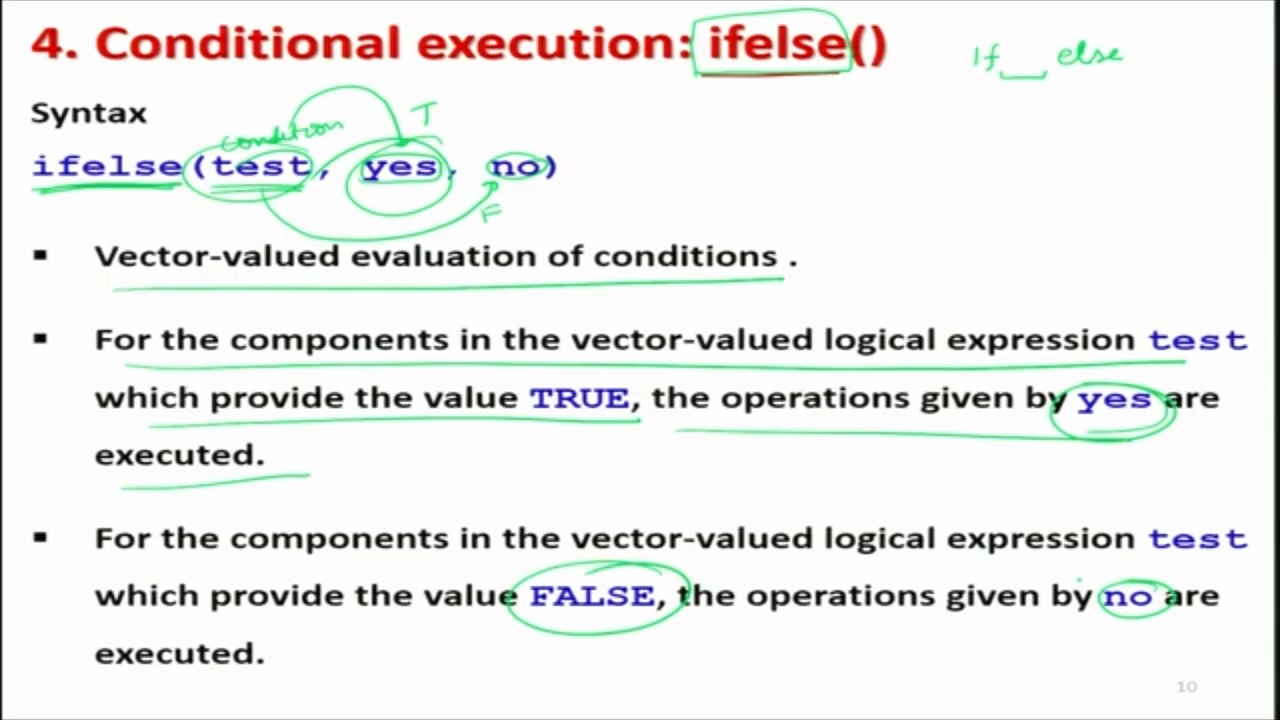 4. Conditional execution: ifelse()
If __ else
Syntax
condition
T
ifelse(test, yes, no)
F
▪ Vector-valued evaluation of conditions .
▪ For the components in the vector-valued logical expression test
which provide the value TRUE, the operations given by yes are
executed.
▪ For the components in the vector-valued logical expression test
which provide the value FALSE, the operations given by no are
executed.
10